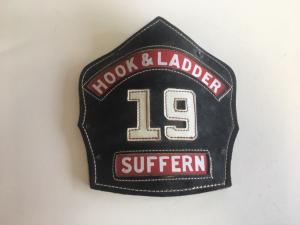 HOOK & LADDER
19
SUFFERN